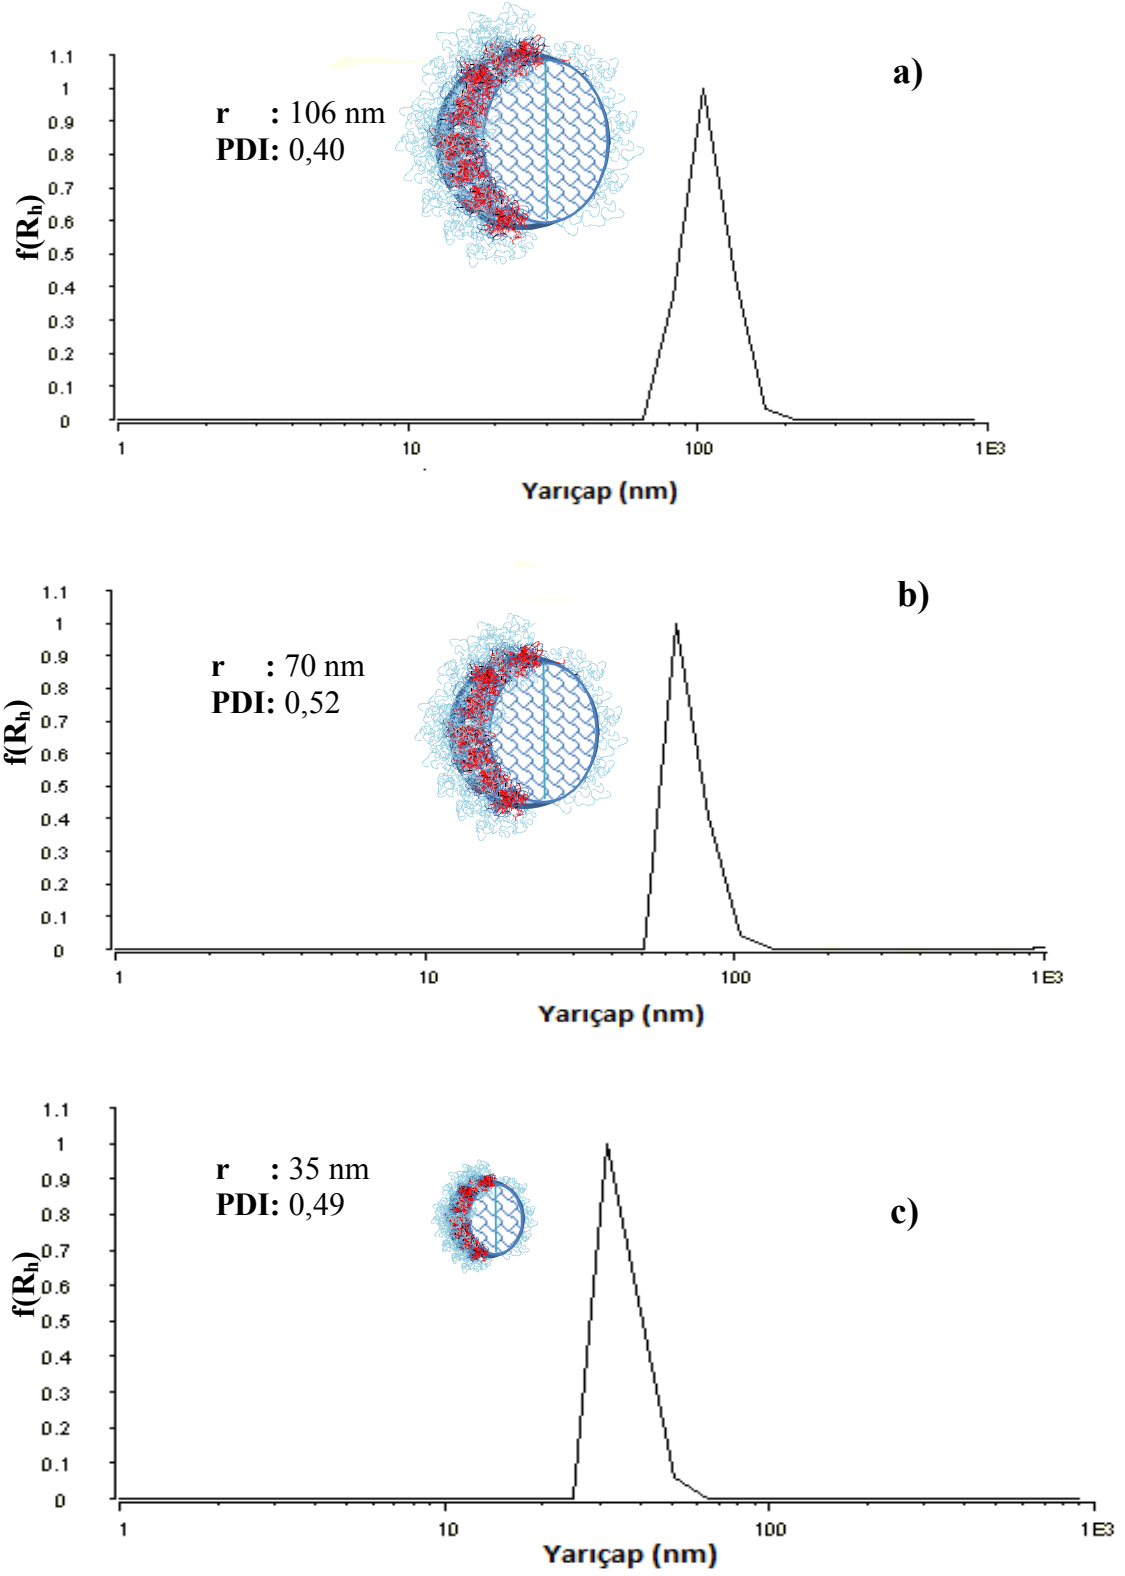 a)
r : 106 nm
PDI: 0,40
f(Rh)
1.1
1
0.9
0.8
0.7
0.6
0.5
0.4
0.3
0.2
0.1
0
1 10 100 1E3
Yarıçap (nm)
b)
r : 70 nm
PDI: 0,52
f(Rh)
1.1
1
0.9
0.8
0.7
0.6
0.5
0.4
0.3
0.2
0.1
0
1 10 100 1E3
Yarıçap (nm)
c)
r : 35 nm
PDI: 0,49
f(Rh)
1.1
1
0.9
0.8
0.7
0.6
0.5
0.4
0.3
0.2
0.1
0
1 10 100 1E3
Yarıçap (nm)